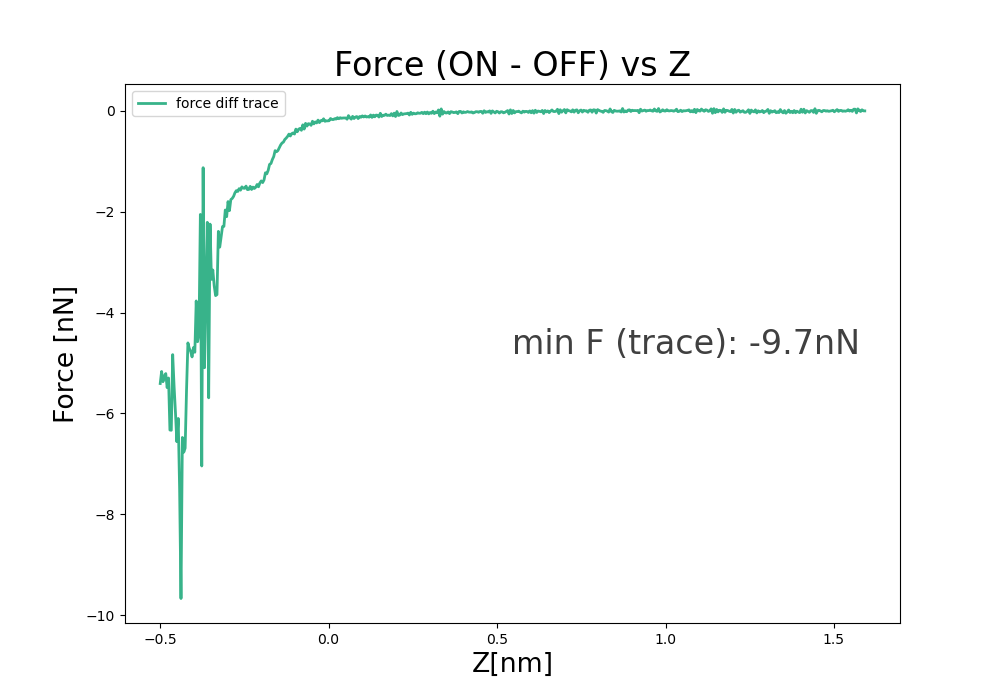 Force (ON - OFF) vs Z
force diff trace
0
−2
−4
−6
−8
−10
Force [nN]
min F (trace): -9.7nN
−0.5 0.0 0.5 1.0 1.5
Z[nm]